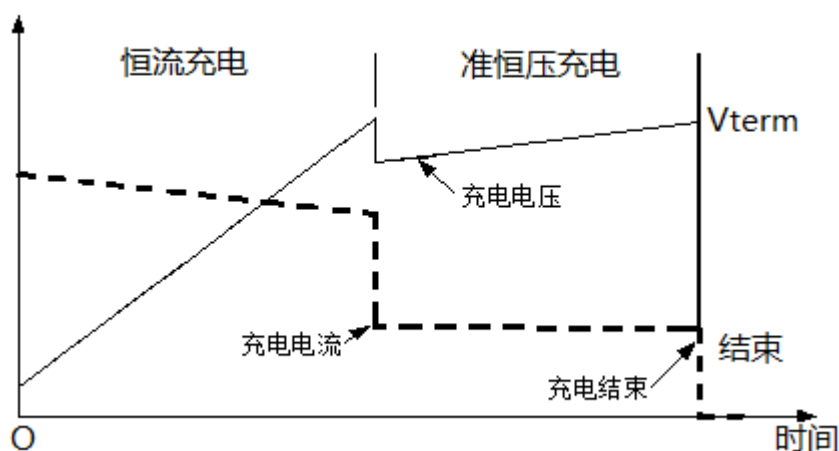 恒流充电
准恒压充电
Vterm
充电电压
充电电流
结束
充电结束
O
时间